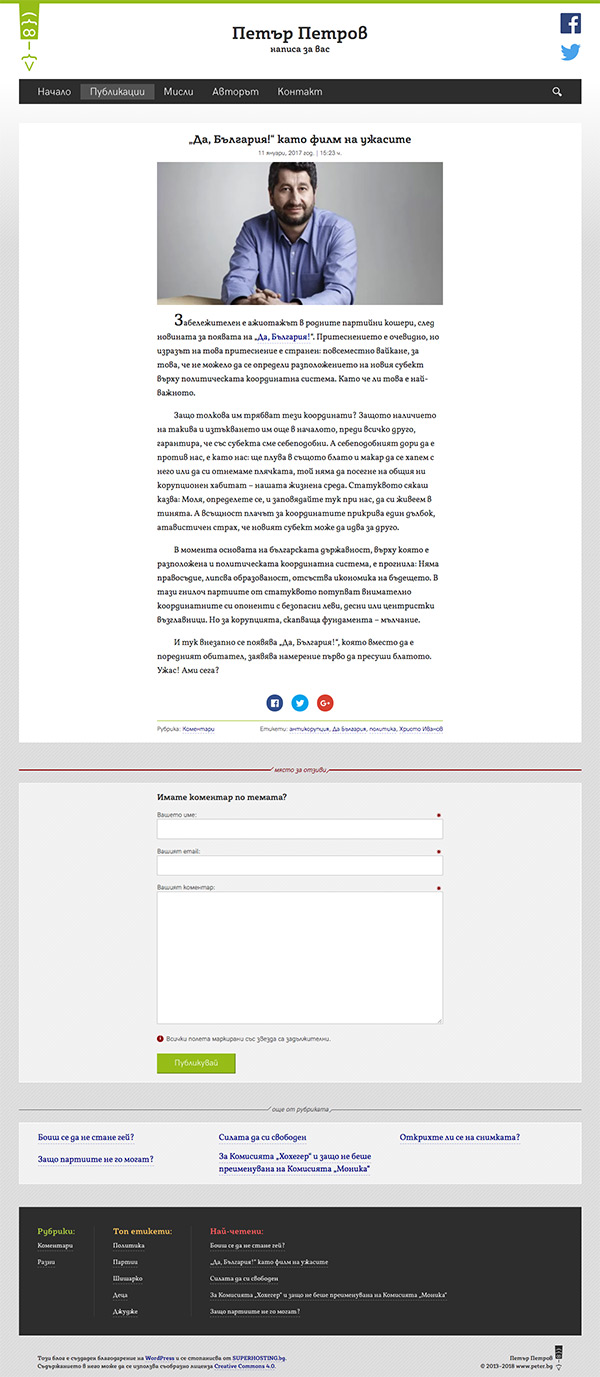 Петър Петров
написа за вас
Начало Публикации Мисли Авторът Контакт
„Да, България!“ като филм на ужасите
11 януари, 2017 год. | 15:23 ч.
Забележителен е ажиотажът в родните партийни кошери, след
новината за появата на „Да, България!“. Притеснението е очевидно, но
изразът на това притеснение е странен: повсеместно вайкане, за
това, че не можело да се определи разположението на новия субект
върху политическата координатна система. Като че ли това е най-
важното.
Защо толкова им трябват тези координати? Защото наличието
на такива и изтъкването им още в началото, преди всичко друго,
гарантира, че със субекта сме себеподобни. А себеподобният дори да е
против нас, е като нас: ще плува в същото блато и макар да се хапем с
него или да си отнемаме плячката, той няма да посегне на общия ни
корупционен хабитат – нашата жизнена среда. Статуквото сякаш
казва: Моля, определете се, и заповядайте тук при нас, да си живеем в
тинята. А всъщност плачът за координатите прикрива един дълбок,
атавистичен страх, че новият субект може да идва за друго.
В момента основата на българската държавност, върху която е
разположена и политическата координатна система, е прогнила: Няма
правосъдие, липсва образованост, отсъства икономика на бъдещето. В
тази гнилоч партиите от статуквото потупват внимателно
координатните си опоненти с безопасни леви, десни или центристки
възглавници. Но за корупцията, скапваща фундамента – мълчание.
И тук внезапно се появява „Да, България!“, която вместо да е
поредният обитател, заявява намерение първо да пресуши блатото.
Ужас! Ами сега?
Рубрика: Коментари Етикети: антикорупция, Да България, политика, Христо Иванов
място за отзиви
Имате коментар по темата?
Вашето име: *
Вашият email: *
Вашият коментар: *
Всички полета маркирани със звезда са задължителни.
Публикувай
още от рубриката
Боиш се да не стане гей? Силата да си свободен Открихте ли се на снимката?
Защо партиите не го могат? За Комисията „Хохегер“ и защо не беше
преименувана на Комисията „Моника“
Рубрики: Топ етикети: Най-четени:
Коментари Политика Боиш се да не стане гей?
Разни Партии „Да, България!“ като филм на ужасите
Шишарко Силата да си свободен
Деца За Комисията „Хохегер“ и защо не беше преименувана на Комисията „Моника“
Джудже Защо партиите не го могат?
Този блог е създаден благодарение на WordPress и се стопанисва от SUPERHOSTING.bg. Петър Петров
Съдържанието в него може да се използва съобразно лиценза Creative Commons 4.0. © 2013-2018 www.peter.bg